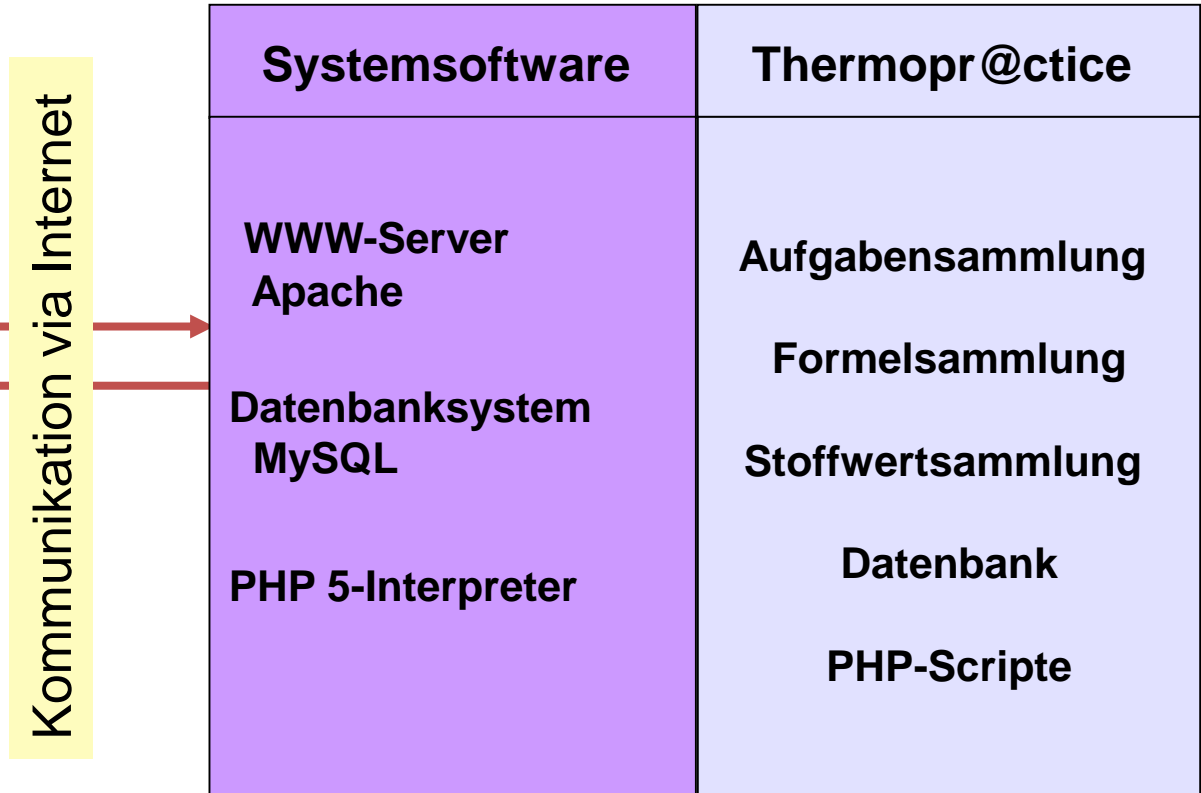 Kommunikation via Internet
Systemsoftware
WWW-Server
Apache
Datenbanksystem
MySQL
PHP 5-Interpreter
Thermopr@ctice
Aufgabensammlung
Formelsammlung
Stoffwertsammlung
Datenbank
PHP-Scripte